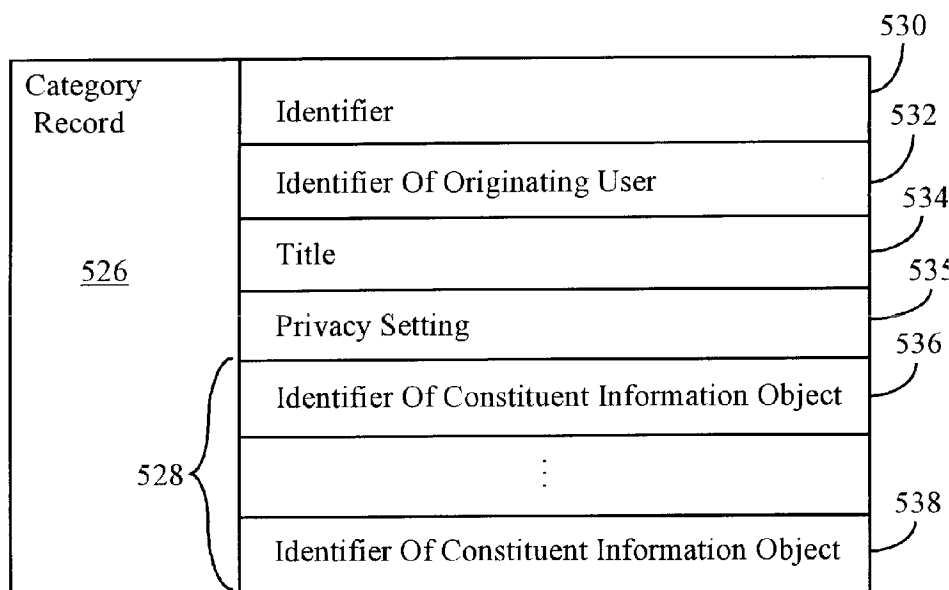 530
Category
Record
Identifier
532
Identifier Of Originating User
534
Title
526
535
Privacy Setting
536
Identifier Of Constituent Information Object
528
⋮
538
Identifier Of Constituent Information Object